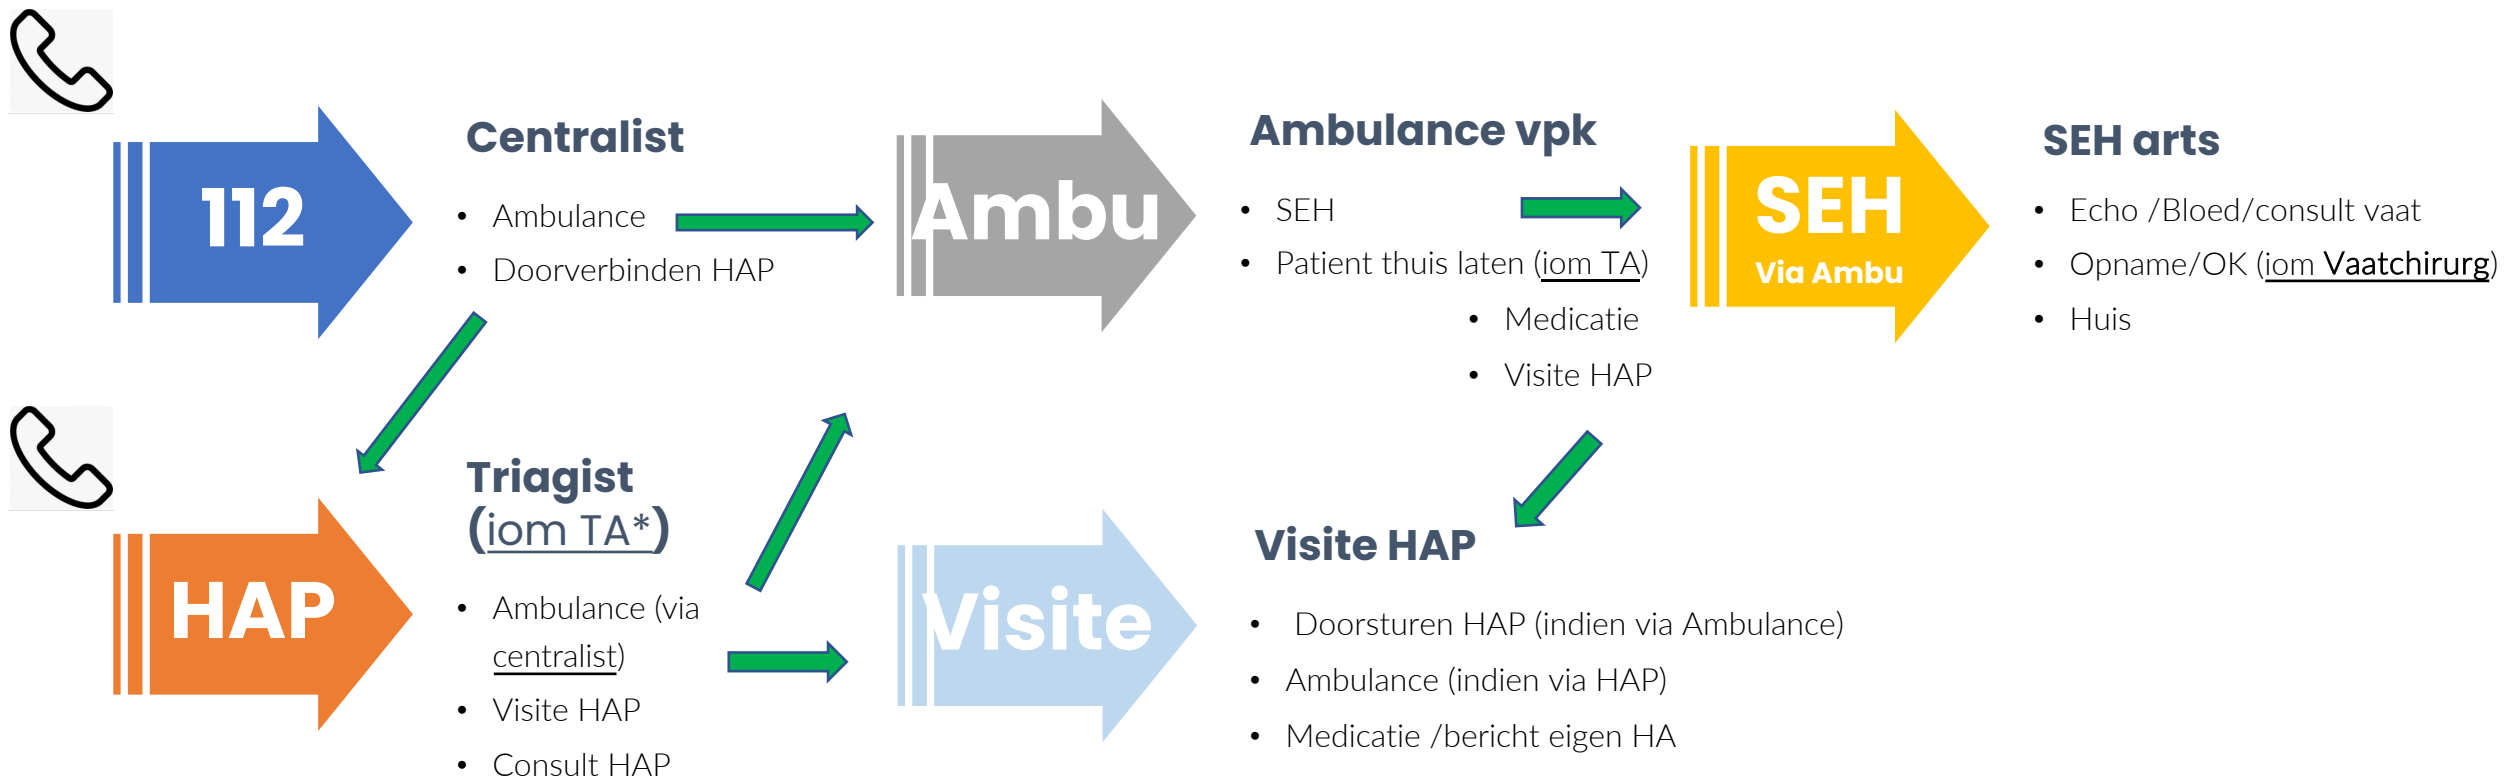 112
Centralist
• Ambulance
• Doorverbinden HAP
Ambu
Ambulance vpk
• SEH
• Patient thuis laten (iom TA)
• Medicatie
• Visite HAP
SEH
Via Ambu
SEH arts
• Echo /Bloed/consult vaat
• Opname/OK (iom Vaatchirurg)
• Huis
HAP
Triagist
(iom TA*)
• Ambulance (via
centralist)
• Visite HAP
• Consult HAP
Visite
Visite HAP
• Doorsturen HAP (indien via Ambulance)
• Ambulance (indien via HAP)
• Medicatie /bericht eigen HA